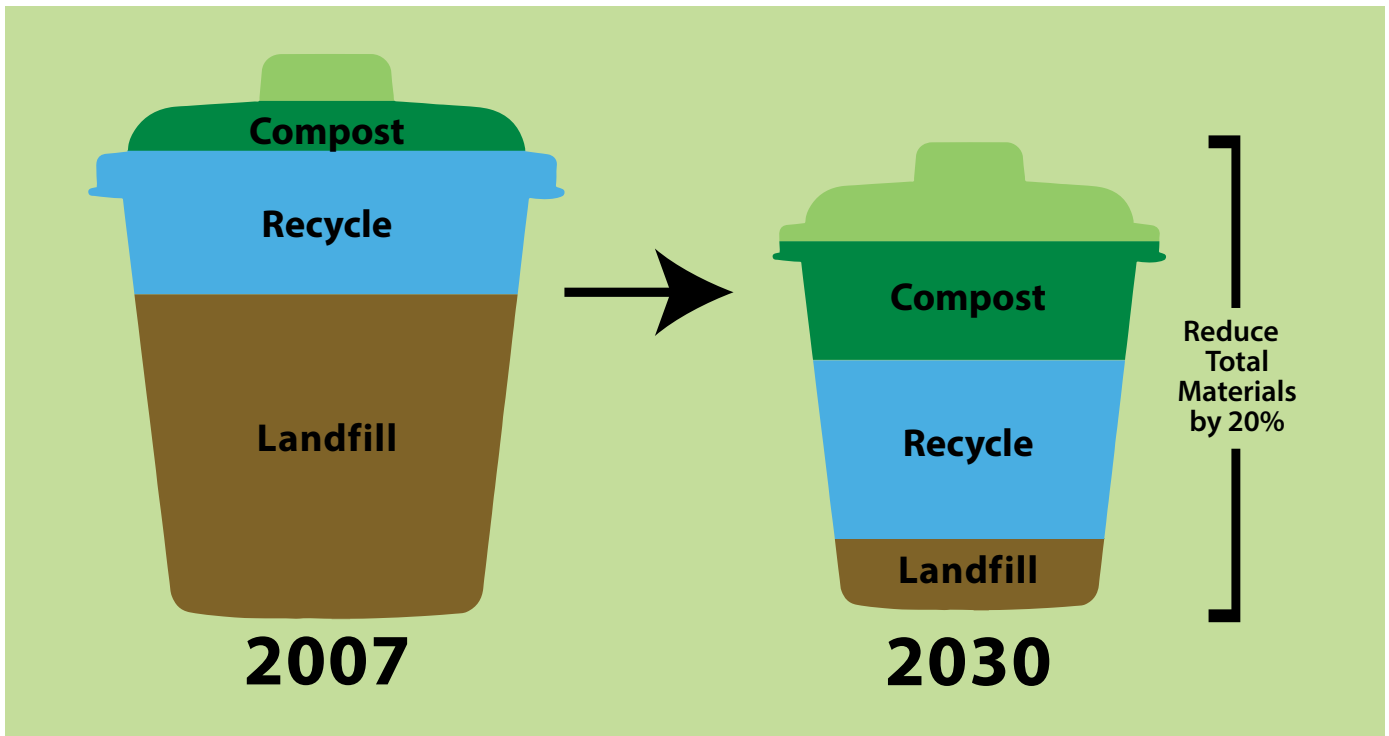 Compost
Recycle
Landfill
2007
Compost
Recycle
Landfill
2030
Reduce
Total
Materials
by 20%